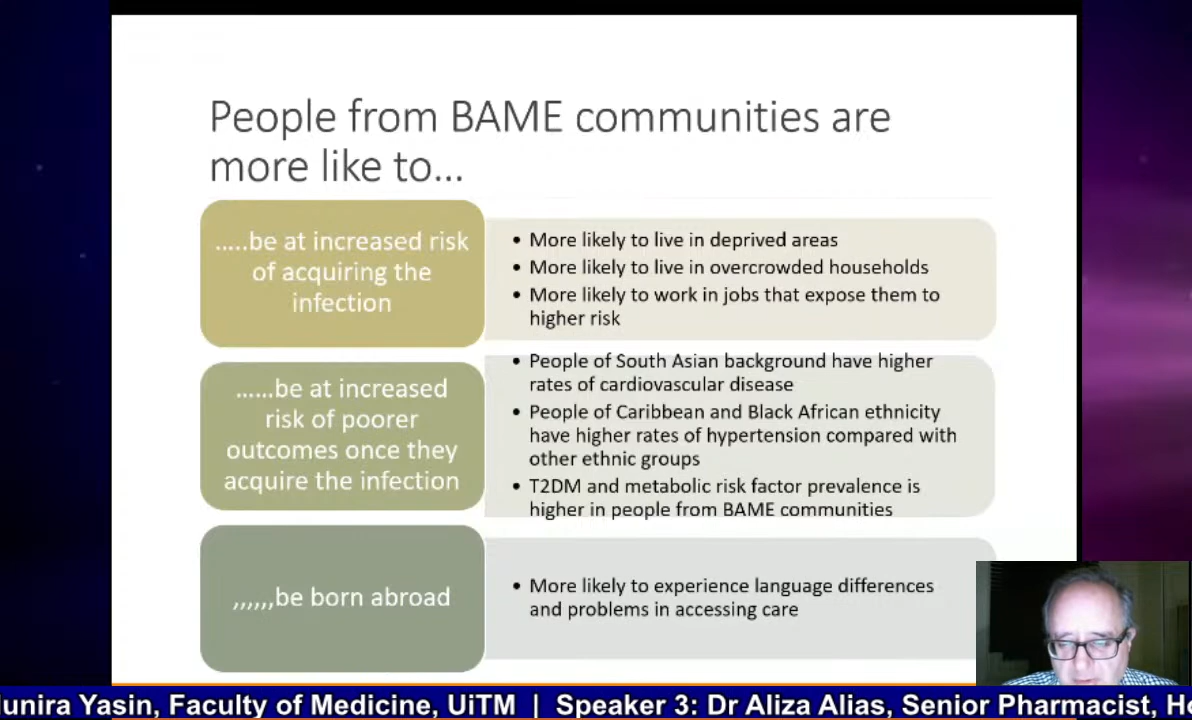 People from BAME communities are
more like to...
.....be at increased risk
of acquiring the
infection
• More likely to live in deprived areas
• More likely to live in overcrowded households
• More likely to work in jobs that expose them to
higher risk
......be at increased
risk of poorer
outcomes once they
acquire the infection
• People of South Asian background have higher
rates of cardiovascular disease
• People of Caribbean and Black African ethnicity
have higher rates of hypertension compared with
other ethnic groups
• T2DM and metabolic risk factor prevalence is
higher in people from BAME communities
,,,,,,be born abroad
• More likely to experience language differences
and problems in accessing care
Yasin, Faculty of Medicine, UiTM | Speaker 3: Dr Aliza Alias, Senior Pharmacist,